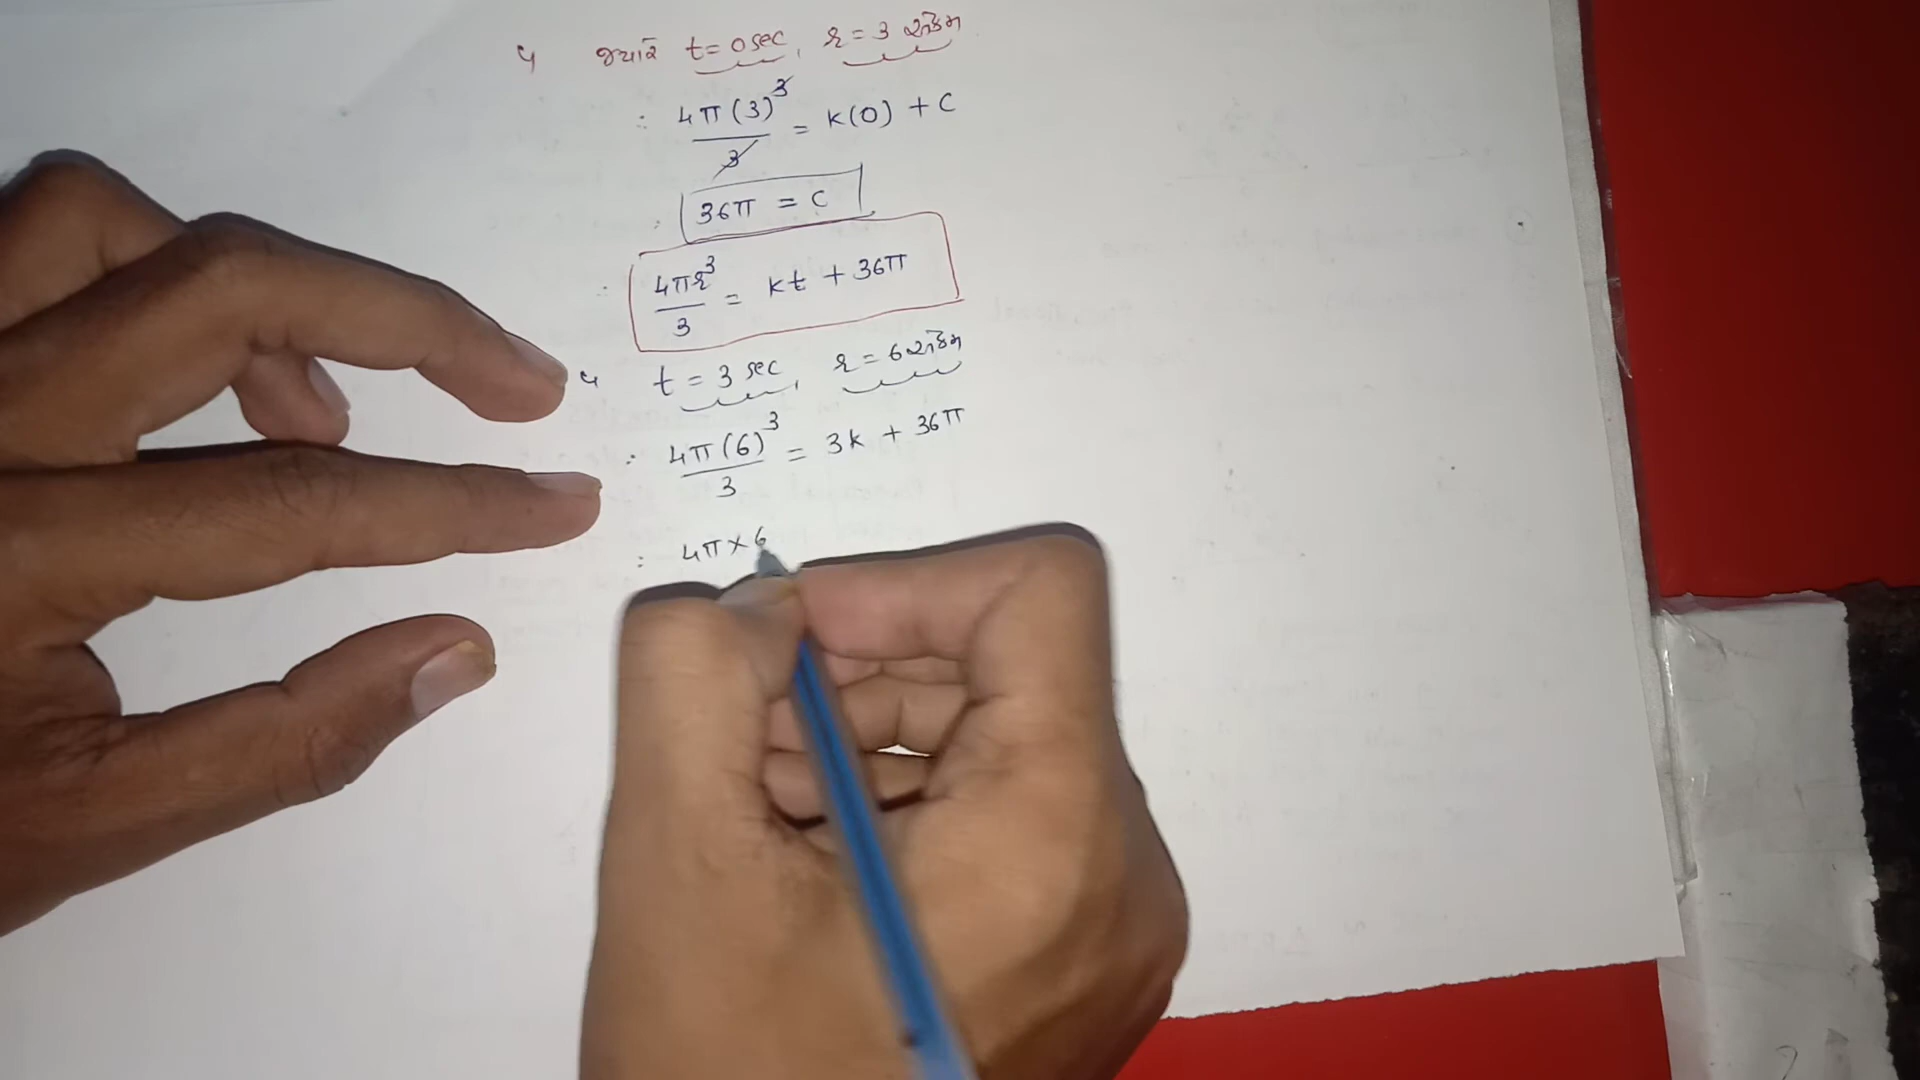 જ્યારે t = 0 sec, r = 3 એકમ
∴ 4π(3)³/3 = k(0) + C
∴ 36π = C
∴ 4πr³/3 = kt + 36π
t = 3 sec, r = 6 એકમ
∴ 4π(6)³/3 = 3k + 36π
∴ 4π × 6